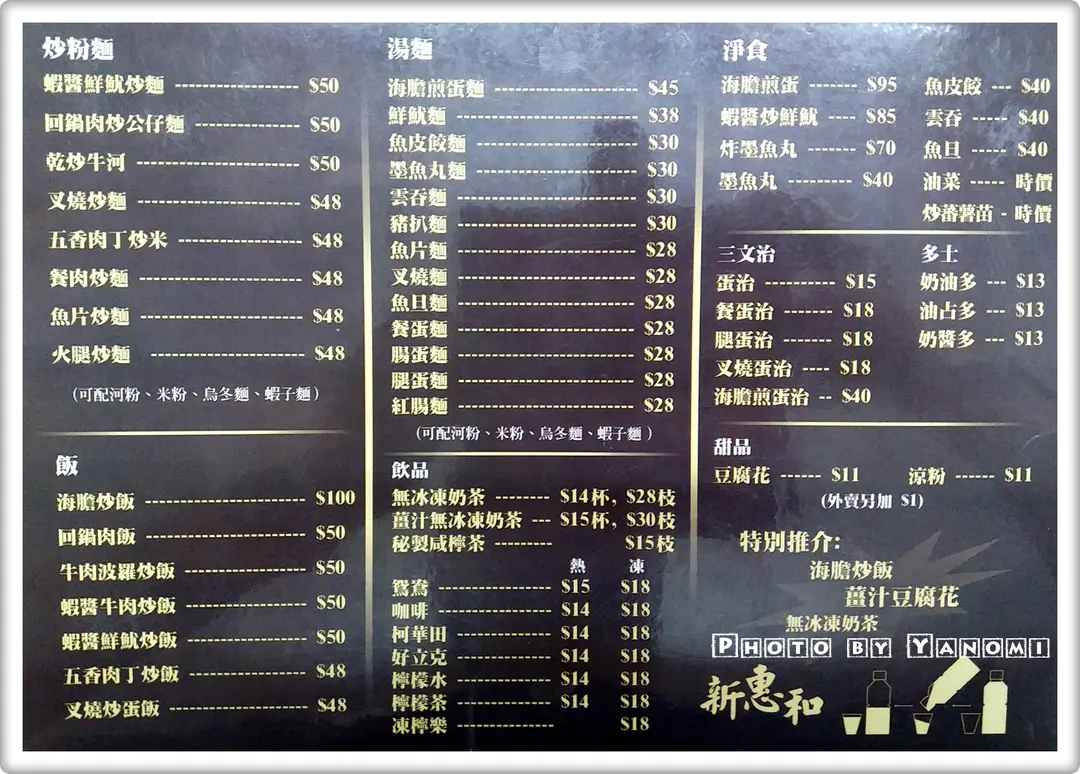 炒粉麵
蝦醬鮮魷炒麵 $50
回鍋肉炒公仔麵 $50
乾炒牛河 $50
叉燒炒麵 $48
五香肉丁炒米 $48
餐肉炒麵 $48
魚片炒麵 $48
火腿炒麵 $48
(可配河粉、米粉、烏冬麵、蝦子麵)
飯
海膽炒飯 $100
回鍋肉飯 $50
牛肉波羅炒飯 $50
蝦醬牛肉炒飯 $50
蝦醬鮮魷炒飯 $50
五香肉丁炒飯 $48
叉燒炒蛋飯 $48
湯麵
海膽煎蛋麵 $45
鮮魷麵 $38
魚皮餃麵 $30
墨魚丸麵 $30
雲吞麵 $30
豬扒麵 $30
魚片麵 $28
叉燒麵 $28
魚旦麵 $28
餐蛋麵 $28
腸蛋麵 $28
腿蛋麵 $28
紅腸麵 $28
(可配河粉、米粉、烏冬麵、蝦子麵)
飲品
無冰凍奶茶 $14杯, $28枝
薑汁無冰凍奶茶 $15杯, $30枝
秘製咸檸茶 $15枝
熱 凍
鴛鴦 $15 $18
咖啡 $14 $18
柯華田 $14 $18
好立克 $14 $18
檸檬水 $14 $18
檸檬茶 $14 $18
凍檸樂 $18
淨食
海膽煎蛋 $95
蝦醬炒鮮魷 $85
炸墨魚丸 $70
墨魚丸 $40
魚皮餃 $40
雲吞 $40
魚旦 $40
油菜 時價
炒蕃薯苗 - 時價
三文治
蛋治 $15
餐蛋治 $18
腿蛋治 $18
叉燒蛋治 $18
海膽煎蛋治 $40
多士
奶油多 $13
油占多 $13
奶醬多 $13
甜品
豆腐花 $11 涼粉 $11
(外賣另加 $1)
特別推介:
海膽炒飯
薑汁豆腐花
無冰凍奶茶
PHOTO BY YANOMI
新惠和